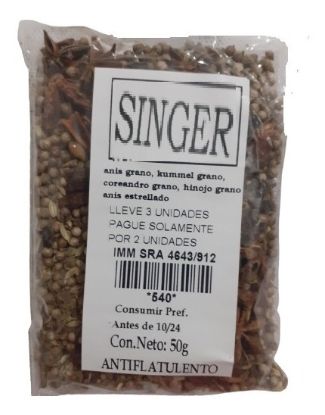 SINGER
anis grano, kummel grano,
coreandro grano, hinojo grano
anis estrellado
LLEVE 3 UNIDADES
PAGUE SOLAMENTE
POR 2 UNIDADES
IMM SRA 4643/912
*540*
Consumir Pref.
Antes de 10/24
Con.Neto: 50g
ANTIFLATULENTO